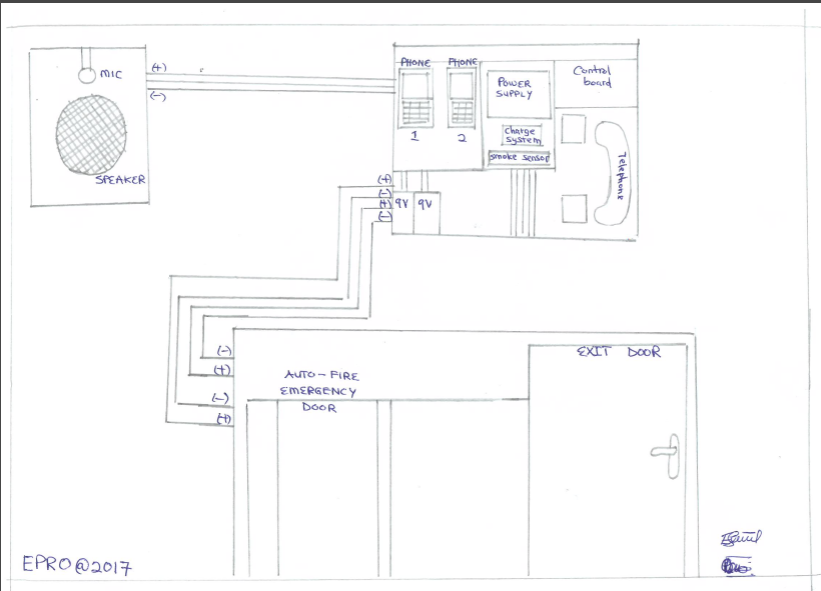 (+)
MIC
(-)
SPEAKER
PHONE
PHONE
1
2
POWER
SUPPLY
Charge
system
smoke sensor
Control
board
Telephone
(+)
(-)
(+)
(-)
9V
9V
(-)
(+)
(-)
(+)
AUTO-FIRE
EMERGENCY
DOOR
EXIT DOOR
EPRO@2017